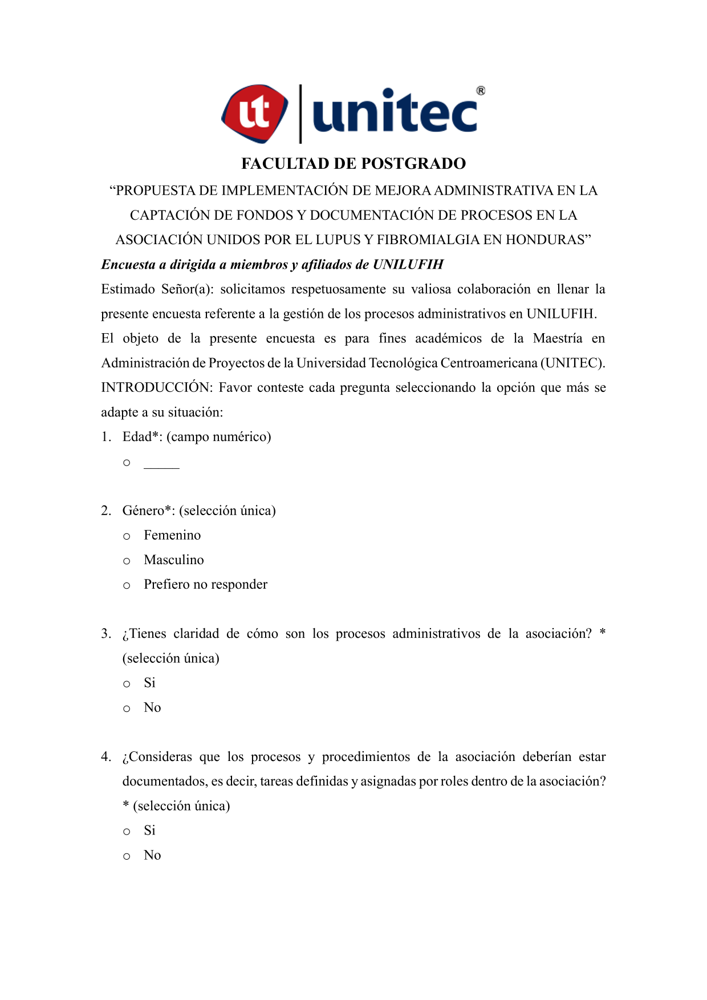 ut unitec®
FACULTAD DE POSTGRADO
“PROPUESTA DE IMPLEMENTACIÓN DE MEJORA ADMINISTRATIVA EN LA
CAPTACIÓN DE FONDOS Y DOCUMENTACIÓN DE PROCESOS EN LA
ASOCIACIÓN UNIDOS POR EL LUPUS Y FIBROMIALGIA EN HONDURAS”
Encuesta a dirigida a miembros y afiliados de UNILUFIH
Estimado Señor(a): solicitamos respetuosamente su valiosa colaboración en llenar la
presente encuesta referente a la gestión de los procesos administrativos en UNILUFIH.
El objeto de la presente encuesta es para fines académicos de la Maestría en
Administración de Proyectos de la Universidad Tecnológica Centroamericana (UNITEC).
INTRODUCCIÓN: Favor conteste cada pregunta seleccionando la opción que más se
adapte a su situación:
1. Edad*: (campo numérico)
o _____
2. Género*: (selección única)
o Femenino
o Masculino
o Prefiero no responder
3. ¿Tienes claridad de cómo son los procesos administrativos de la asociación? *
(selección única)
o Si
o No
4. ¿Consideras que los procesos y procedimientos de la asociación deberían estar
documentados, es decir, tareas definidas y asignadas por roles dentro de la asociación?
* (selección única)
o Si
o No